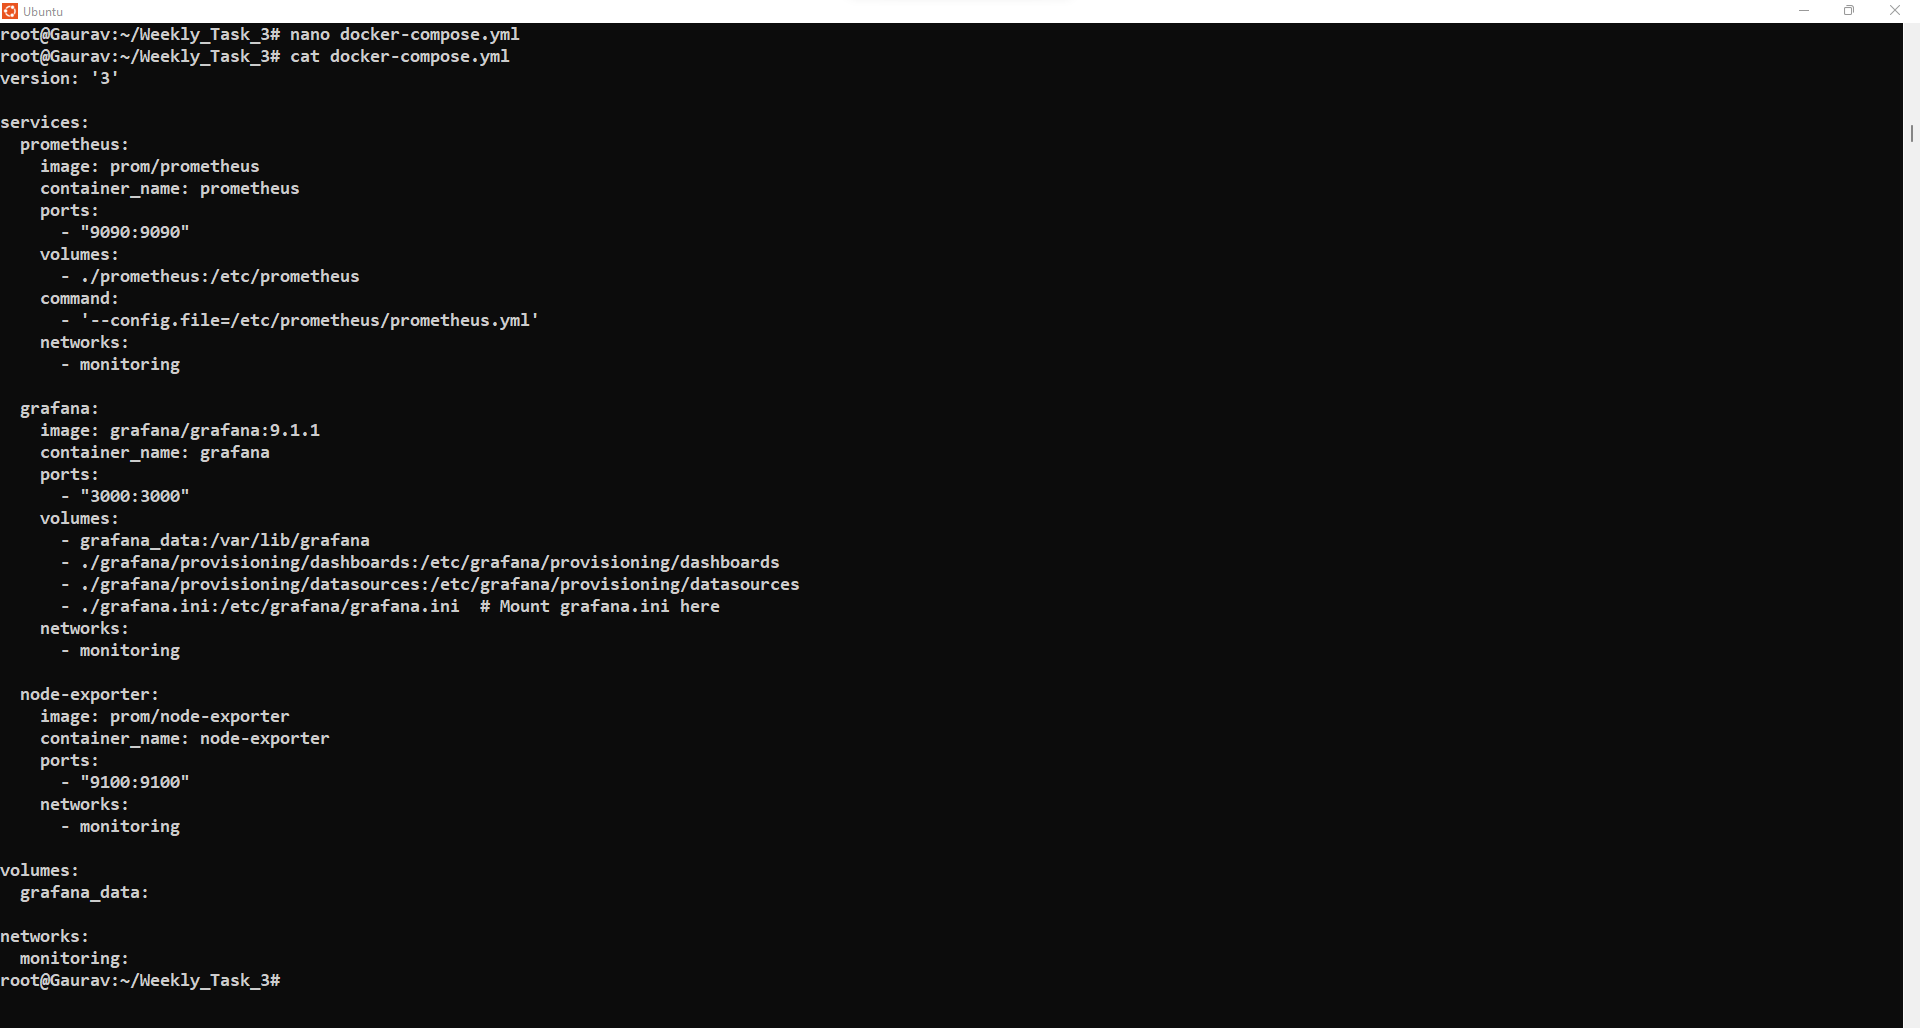 Ubuntu
root@Gaurav:~/Weekly_Task_3# nano docker-compose.yml
root@Gaurav:~/Weekly_Task_3# cat docker-compose.yml
version: '3'

services:
  prometheus:
    image: prom/prometheus
    container_name: prometheus
    ports:
      - "9090:9090"
    volumes:
      - ./prometheus:/etc/prometheus
    command:
      - '--config.file=/etc/prometheus/prometheus.yml'
    networks:
      - monitoring

  grafana:
    image: grafana/grafana:9.1.1
    container_name: grafana
    ports:
      - "3000:3000"
    volumes:
      - grafana_data:/var/lib/grafana
      - ./grafana/provisioning/dashboards:/etc/grafana/provisioning/dashboards
      - ./grafana/provisioning/datasources:/etc/grafana/provisioning/datasources
      - ./grafana.ini:/etc/grafana/grafana.ini  # Mount grafana.ini here
    networks:
      - monitoring

  node-exporter:
    image: prom/node-exporter
    container_name: node-exporter
    ports:
      - "9100:9100"
    networks:
      - monitoring

volumes:
  grafana_data:

networks:
  monitoring:
root@Gaurav:~/Weekly_Task_3#